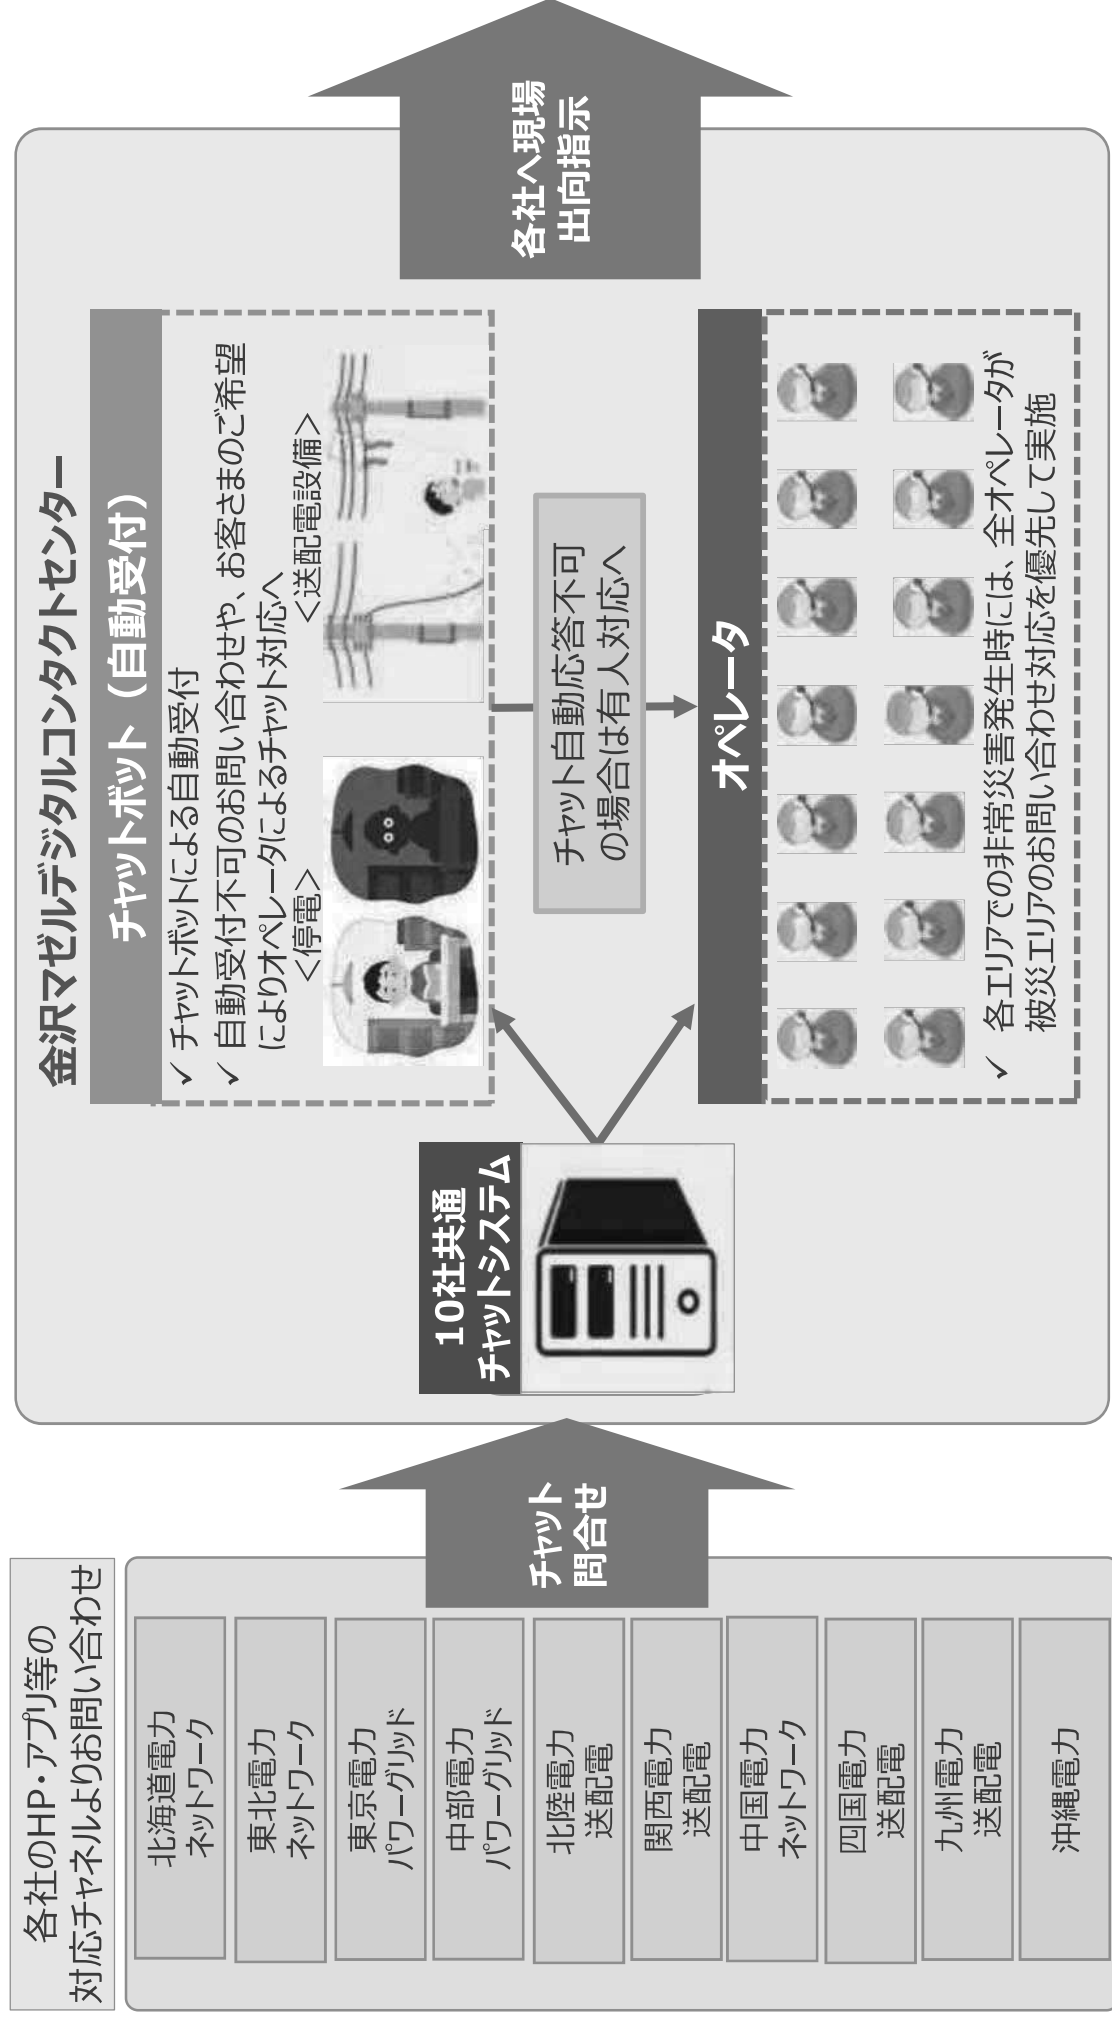 各社のHP・アプリ等の
対応チャネルよりお問い合わせ
北海道電力
ネットワーク
東北電力
ネットワーク
東京電力
パワーグリッド
中部電力
パワーグリッド
北陸電力
送配電
関西電力
送配電
中国電力
ネットワーク
四国電力
送配電
九州電力
送配電
沖縄電力
チャット
問合せ
金沢マゼルデジタルコンタクトセンター
10社共通
チャットシステム
チャットボット（自動受付）
✓ チャットボットによる自動受付
✓ 自動受付不可のお問い合わせや、お客さまのご希望
によりオペレータによるチャット対応へ
＜停電＞
＜送配電設備＞
チャット自動応答不可
の場合は有人対応へ
オペレータ
✓ 各エリアでの非常災害発生時には、全オペレータが
被災エリアのお問い合わせ対応を優先して実施
各社へ現場
出向指示